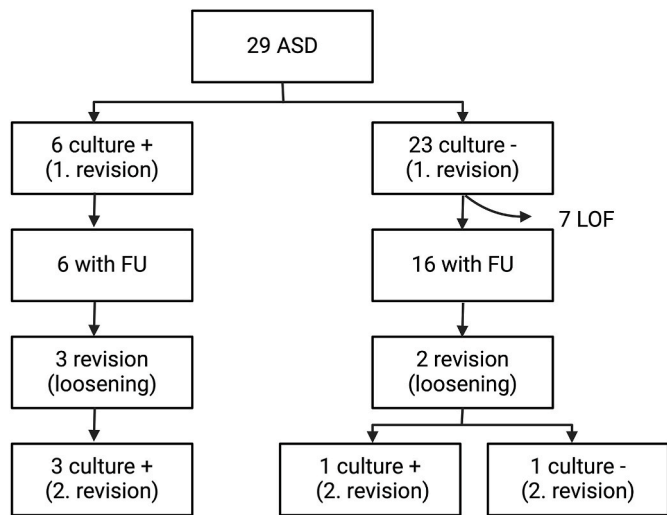 29 ASD
6 culture +
(1. revision)
23 culture -
(1. revision)
7 LOF
6 with FU
16 with FU
3 revision
(loosening)
2 revision
(loosening)
3 culture +
(2. revision)
1 culture +
(2. revision)
1 culture -
(2. revision)